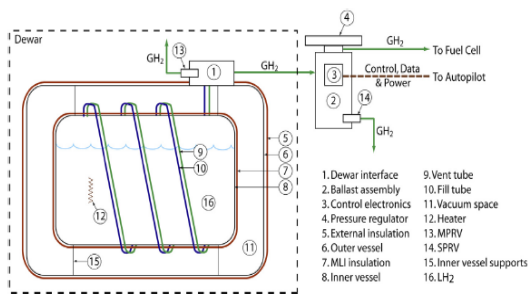 Dewar
4
GH2
13
1
GH2
GH2
To Fuel Cell
3
Control, Data
& Power
To Autopilot
2
14
GH2
5
9
6
10
7
16
8
12
11
15
1. Dewar interface
2. Ballast assembly
3. Control electronics
4. Pressure regulator
5. External insulation
6. Outer vessel
7. MLI insulation
8. Inner vessel
9. Vent tube
10. Fill tube
11. Vacuum space
12. Heater
13. MPRV
14. SPRV
15. Inner vessel supports
16. LH2